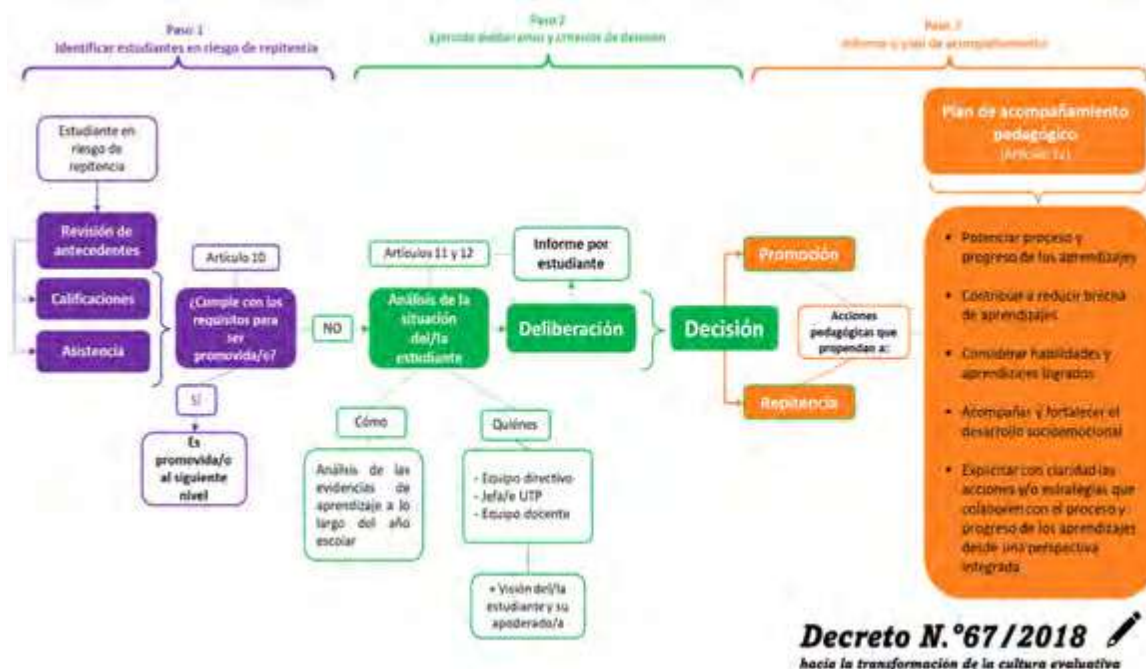 Paso 1
Identificar estudiantes en riesgo de repitencia
Paso 2
Ejercicio deliberativo y criterios de decisión
Paso 3
Informe y plan de acompañamiento
Estudiante en
riesgo de
repitencia
Revisión de
antecedentes
Calificaciones
Asistencia
Artículo 10
¿Cumple con los
requisitos para
ser
promovida/o?
SÍ
Es
promovida/o
al siguiente
nivel
NO
Artículos 11 y 12
Análisis de la
situación
del/la
estudiante
Informe por
estudiante
Deliberación
Cómo
Análisis de las
evidencias de
aprendizaje a lo
largo del año
escolar
Quiénes
- Equipo directivo
- Jefa/e UTP
- Equipo docente
+ Visión del/la
estudiante y su
apoderado/a
Decisión
Promoción
Repitencia
Acciones
pedagógicas que
propendan a:
Plan de acompañamiento
pedagógico
(Artículo
• Potenciar proceso y
progreso de los aprendizajes
• Contribuir a reducir brecha
de aprendizajes
• Considerar habilidades y
aprendizajes logrados
• Acompañar y fortalecer el
desarrollo socioemocional
• Explicitar con claridad las
acciones y/o estrategias que
colaboren con el proceso y
progreso de los aprendizajes
desde una perspectiva
integrada
Decreto N.°67/2018
hacia la transformación de la cultura evaluativa